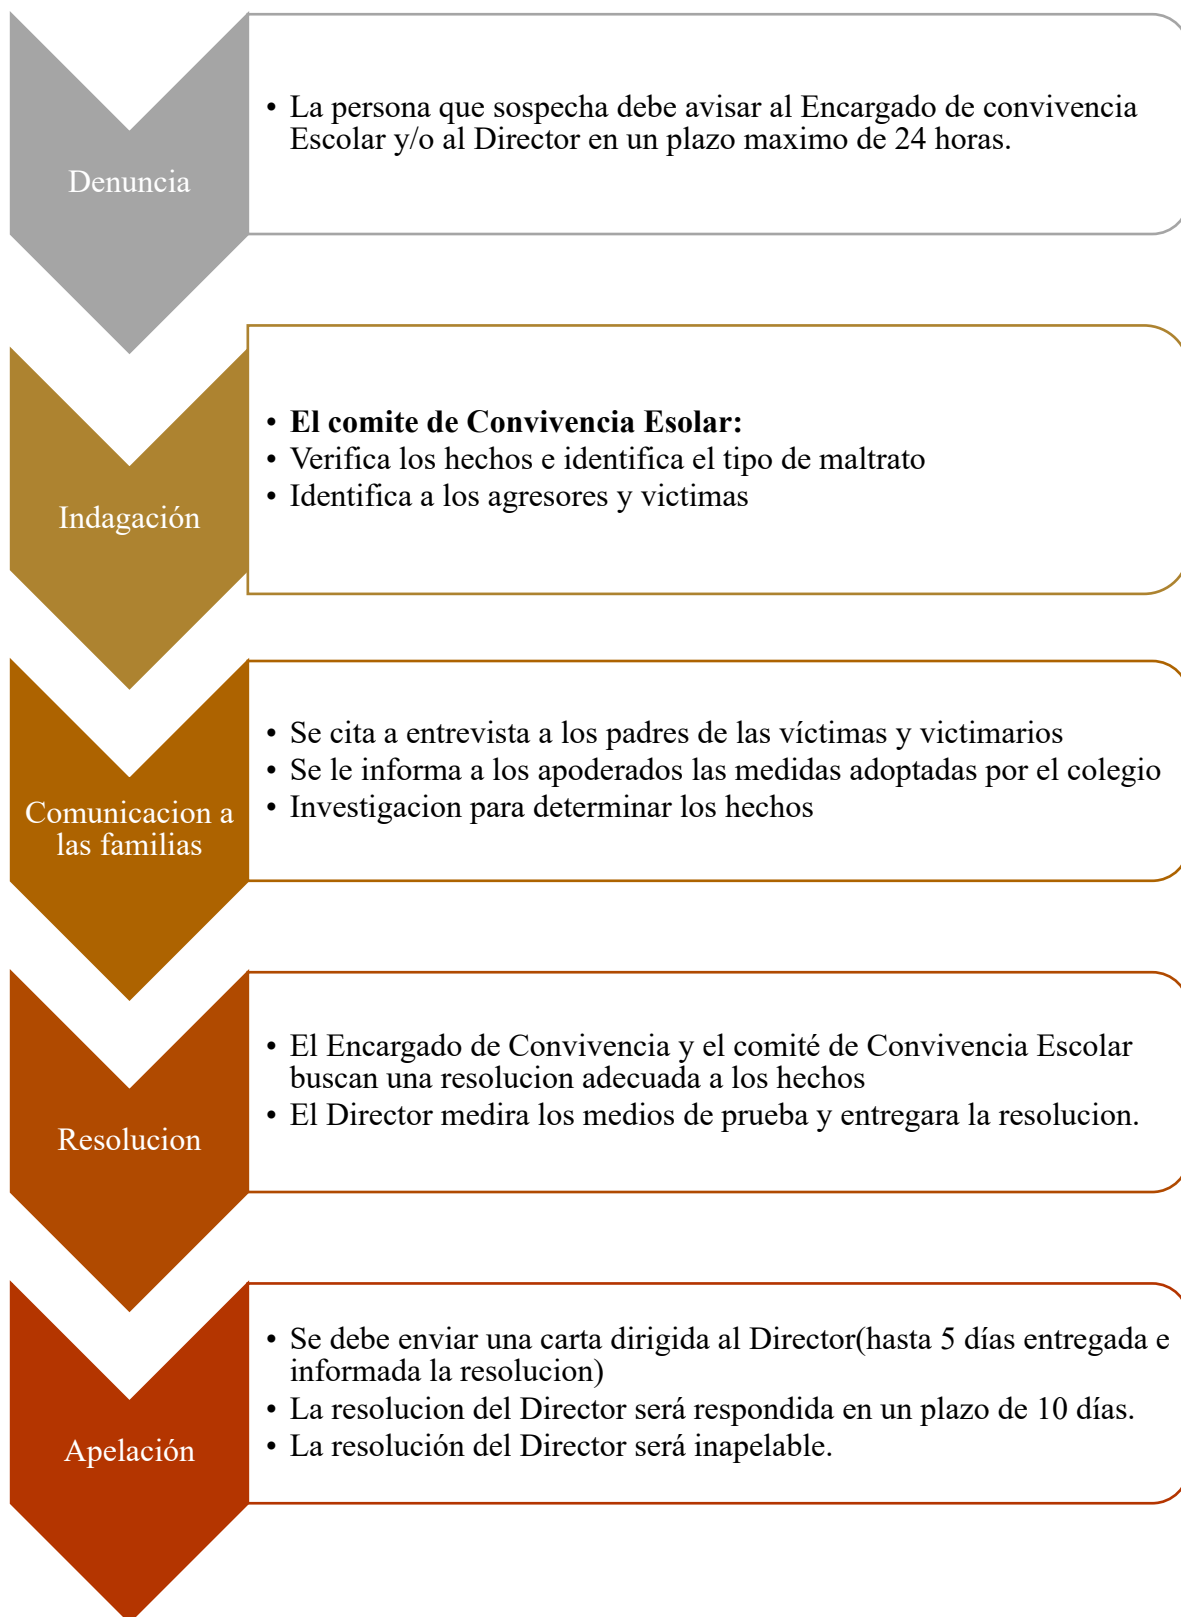 Denuncia
• La persona que sospecha debe avisar al Encargado de convivencia
Escolar y/o al Director en un plazo maximo de 24 horas.
Indagación
• El comite de Convivencia Esolar:
• Verifica los hechos e identifica el tipo de maltrato
• Identifica a los agresores y victimas
Comunicacion a
las familias
• Se cita a entrevista a los padres de las víctimas y victimarios
• Se le informa a los apoderados las medidas adoptadas por el colegio
• Investigacion para determinar los hechos
Resolucion
• El Encargado de Convivencia y el comité de Convivencia Escolar
buscan una resolucion adecuada a los hechos
• El Director medira los medios de prueba y entregara la resolucion.
Apelación
• Se debe enviar una carta dirigida al Director(hasta 5 días entregada e
informada la resolucion)
• La resolucion del Director será respondida en un plazo de 10 días.
• La resolución del Director será inapelable.